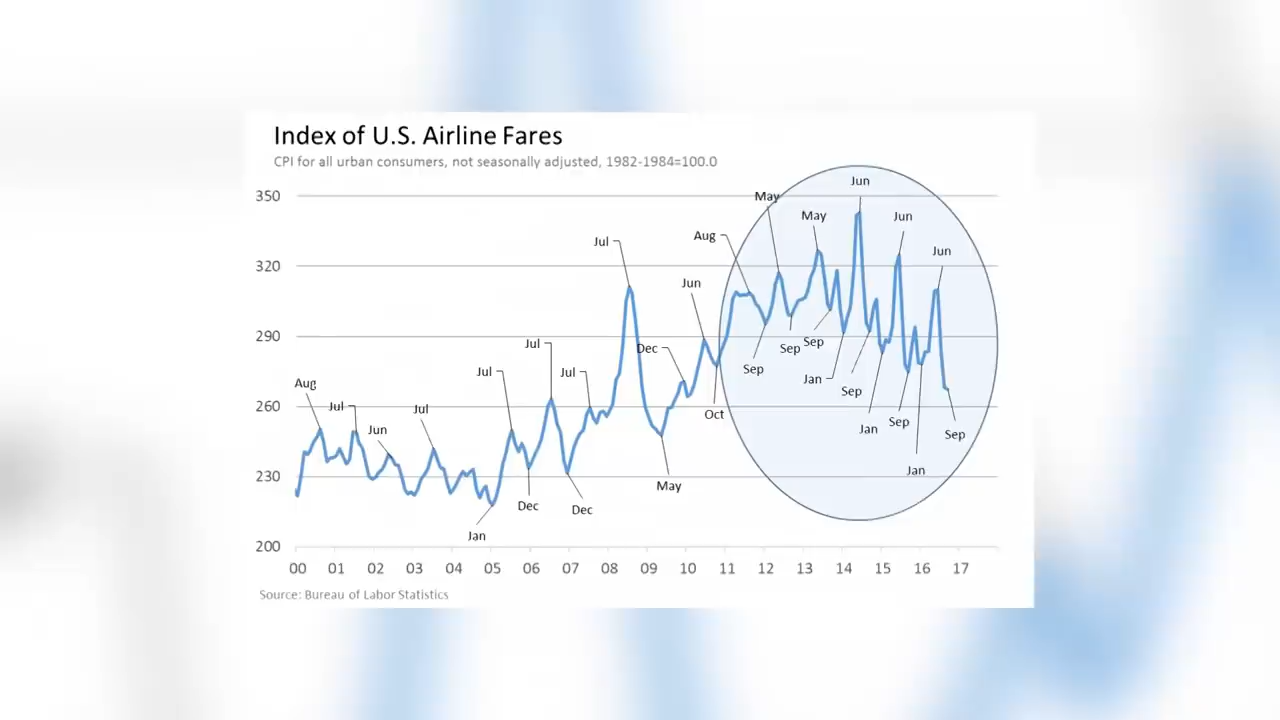 Index of U.S. Airline Fares
CPI for all urban consumers, not seasonally adjusted, 1982-1984=100.0
350
320
290
260
230
200
Aug
Jul
Jun
Jul
Jan
Jul
Dec
Jul
Dec
Jul
Jul
May
Dec
Jun
Oct
Aug
Sep
May
Sep
May
Sep
Jan
Jun
Sep
Jan
Jun
Sep
Jan
Jun
Sep
00 01 02 03 04 05 06 07 08 09 10 11 12 13 14 15 16 17
Source: Bureau of Labor Statistics